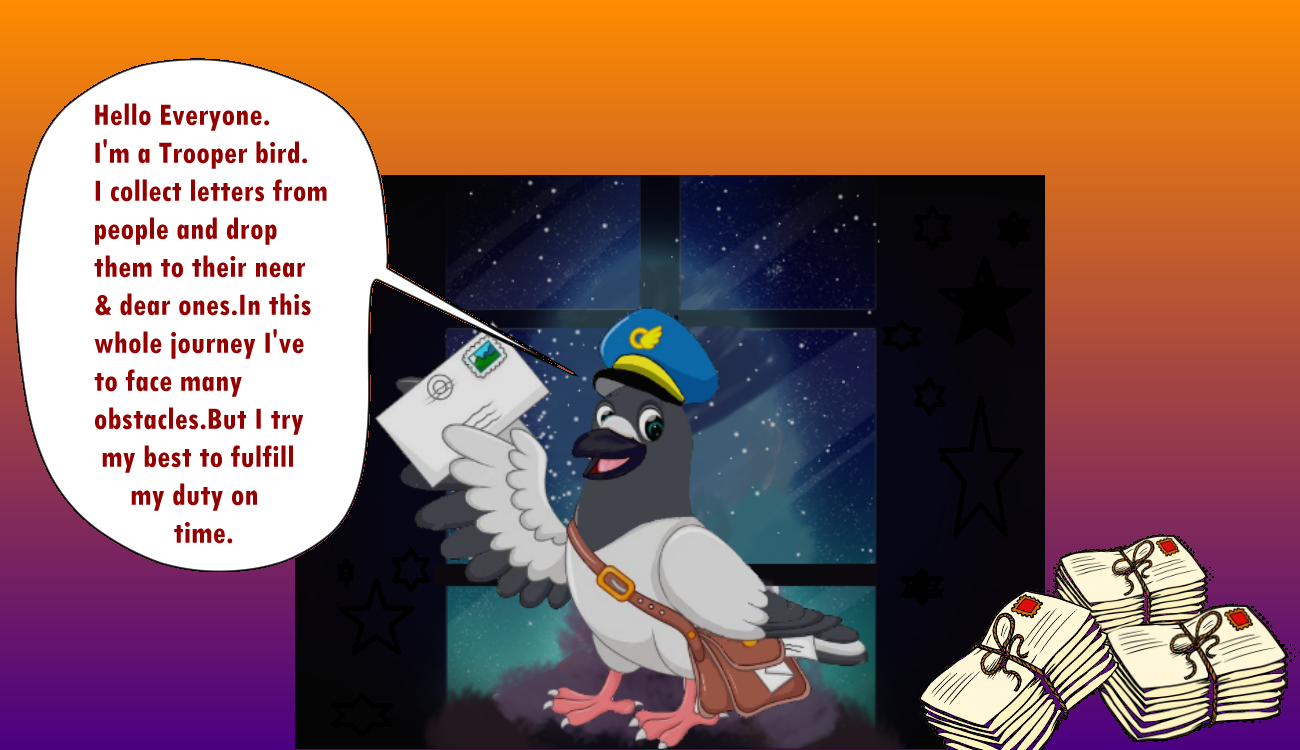 Hello Everyone.
I'm a Trooper bird.
I collect letters from
people and drop
them to their near
& dear ones.In this
whole journey I've
to face many
obstacles.But I try
my best to fulfill
my duty on
time.